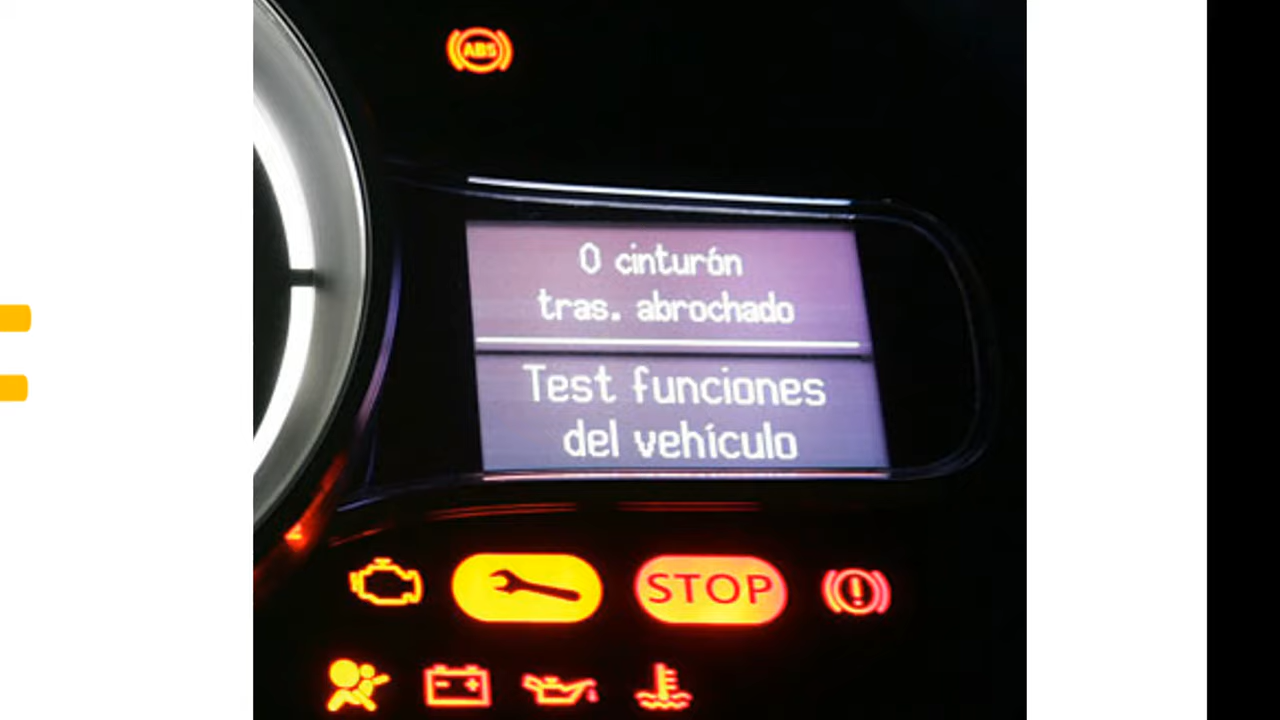 ABS
0 cinturón
tras. abrochado
Test funciones
del vehículo
STOP